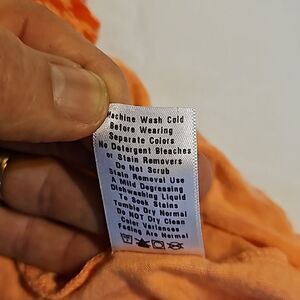 Machine Wash Cold
Before Wearing
Separate Colors
No Detergent Bleaches
or Stain Removers
Do Not Scrub
Stain Removal Use
A Mild Degreasing
Dishwashing Liquid
To Soak Stains
Tumble Dry Normal
Do NOT Dry Clean
Color Variances
Fading Are Normal